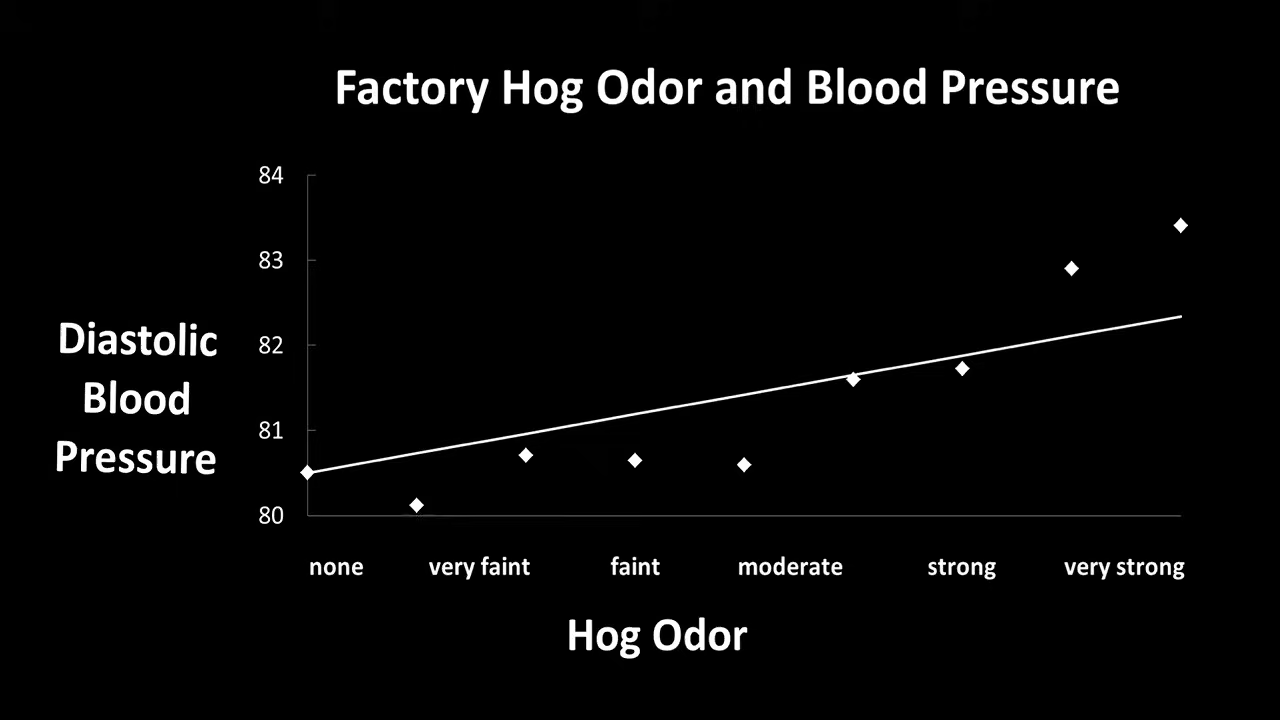 Factory Hog Odor and Blood Pressure
84
83
82
81
80
Diastolic
Blood
Pressure
none very faint faint moderate strong very strong
Hog Odor